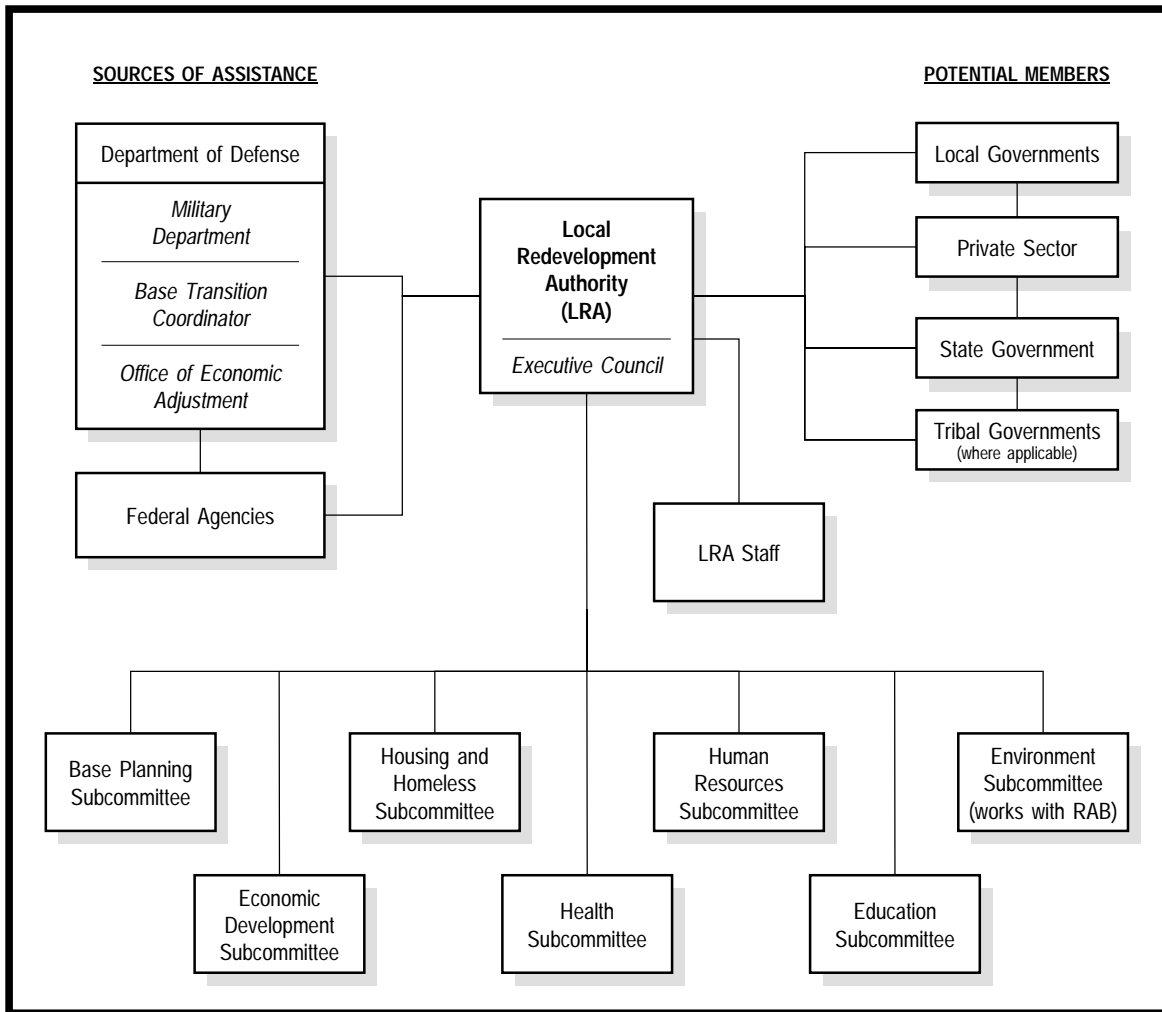 SOURCES OF ASSISTANCE
Department of Defense
Military
Department
Base Transition
Coordinator
Office of Economic
Adjustment
Federal Agencies
Local
Redevelopment
Authority
(LRA)
Executive Council
LRA Staff
POTENTIAL MEMBERS
Local Governments
Private Sector
State Government
Tribal Governments
(where applicable)
Base Planning
Subcommittee
Housing and
Homeless
Subcommittee
Human
Resources
Subcommittee
Environment
Subcommittee
(works with RAB)
Economic
Development
Subcommittee
Health
Subcommittee
Education
Subcommittee